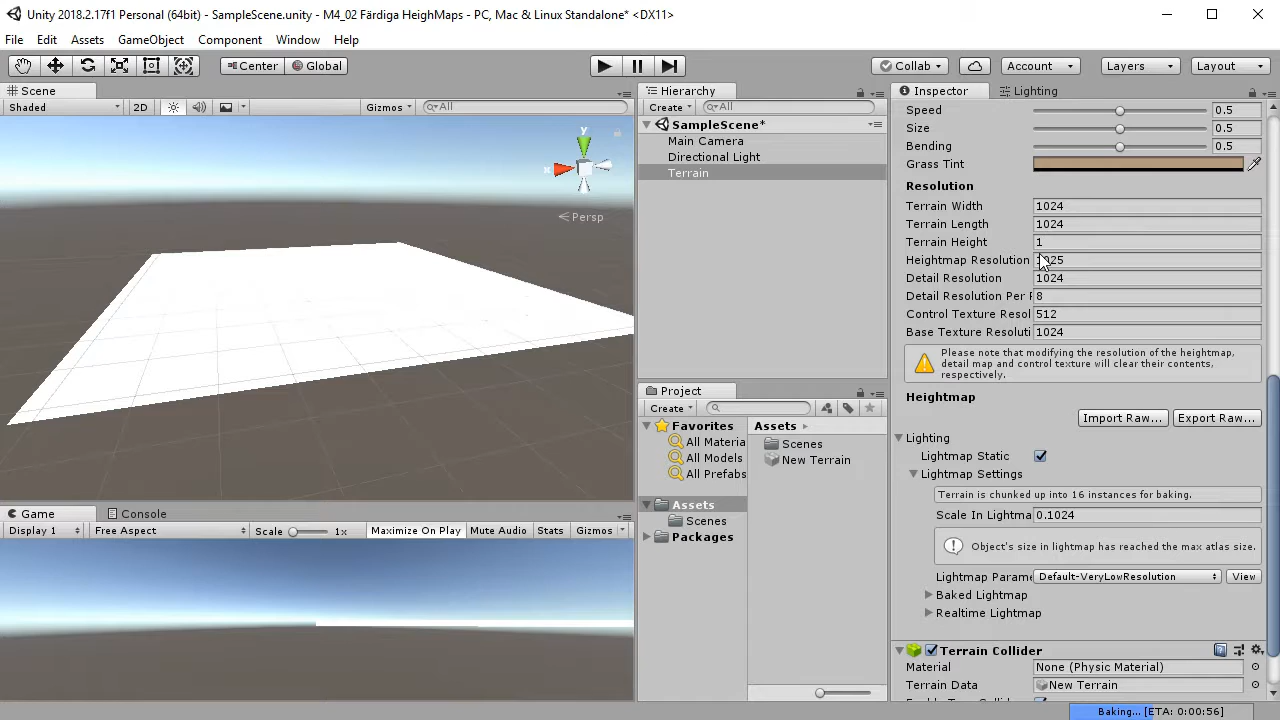 Unity 2018.2.17f1 Personal (64bit) - SampleScene.unity - M4_02 Färdiga HeighMaps - PC, Mac & Linux Standalone* <DX11>
File Edit Assets GameObject Component Window Help
Center Global Collab Account Layers Layout
Scene
Shaded 2D Gizmos All
y
x
Persp
Hierarchy
Create All
SampleScene*
Main Camera
Directional Light
Terrain
Project
Create
Favorites
All Materia
All Models
All Prefabs
Assets
Scenes
Packages
Assets
Scenes
New Terrain
Game Console
Display 1 Free Aspect Scale 1x Maximize On Play Mute Audio Stats Gizmos
Inspector Lighting
Speed 0.5
Size 0.5
Bending 0.5
Grass Tint
Resolution
Terrain Width 1024
Terrain Length 1024
Terrain Height 1
Heightmap Resolution
Detail Resolution 1024
Detail Resolution Per 8
Control Texture Resol 512
Base Texture Resoluti 1024
Please note that modifying the resolution of the heightmap,
detail map and control texture will clear their contents,
respectively.
Heightmap
Import Raw... Export Raw...
Lighting
Lightmap Static
Lightmap Settings
Terrain is chunked up into 16 instances for baking.
Scale In Lightma 0.1024
Object's size in lightmap has reached the max atlas size.
Lightmap Parame Default-VeryLowResolution View
Baked Lightmap
Realtime Lightmap
Terrain Collider
Material None (Physic Material)
Terrain Data New Terrain
Baking... [ETA: 0:00:56]